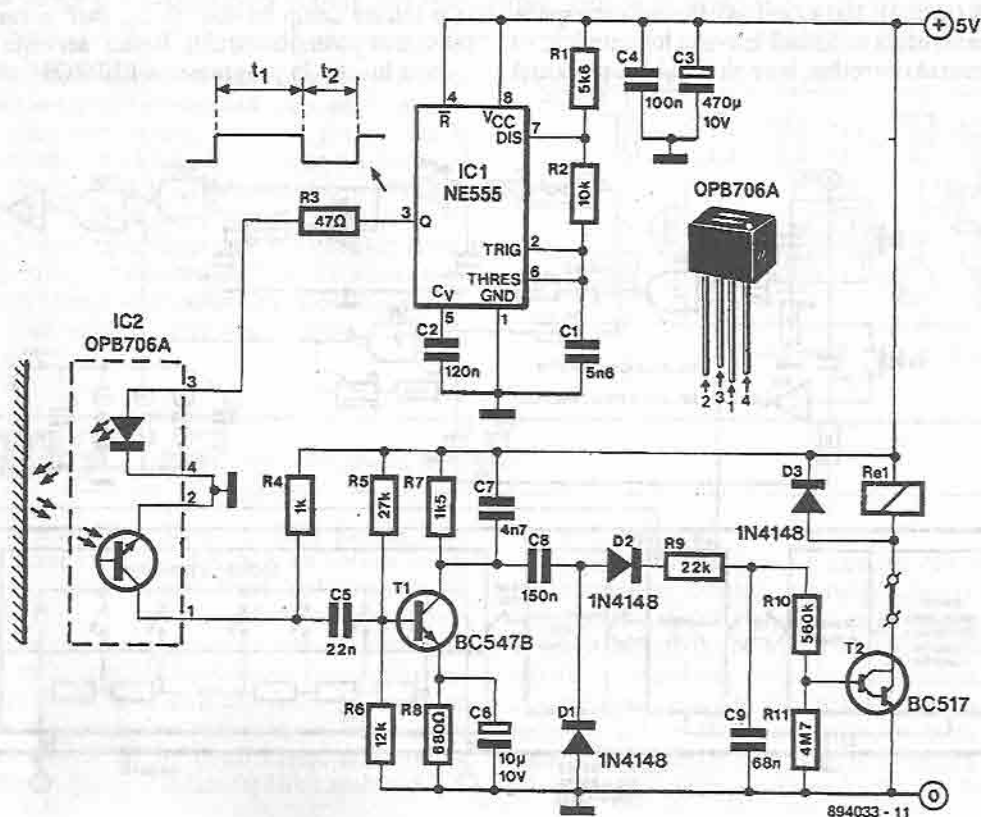 5V
t1 t2
R1
5k6
C4
100n
C3
470µ
10V
4
R
8
VCC
DIS
7
IC1
NE555
R2
10k
R3
47Ω
3
Q
TRIG
2
THRES
6
GND
CV
5
1
C2
120n
C1
5n6
OPB706A
2
3
1
4
IC2
OPB706A
3
4
2
1
R4
1k
R5
27k
R7
1k5
C7
4n7
D3
1N4148
Re1
C8
150n
D2
1N4148
R9
22k
R10
560k
T1
BC547B
C5
22n
T2
BC517
R6
12k
R8
680Ω
C6
10µ
10V
D1
1N4148
C9
68n
R11
4M7
0
894033 - 11